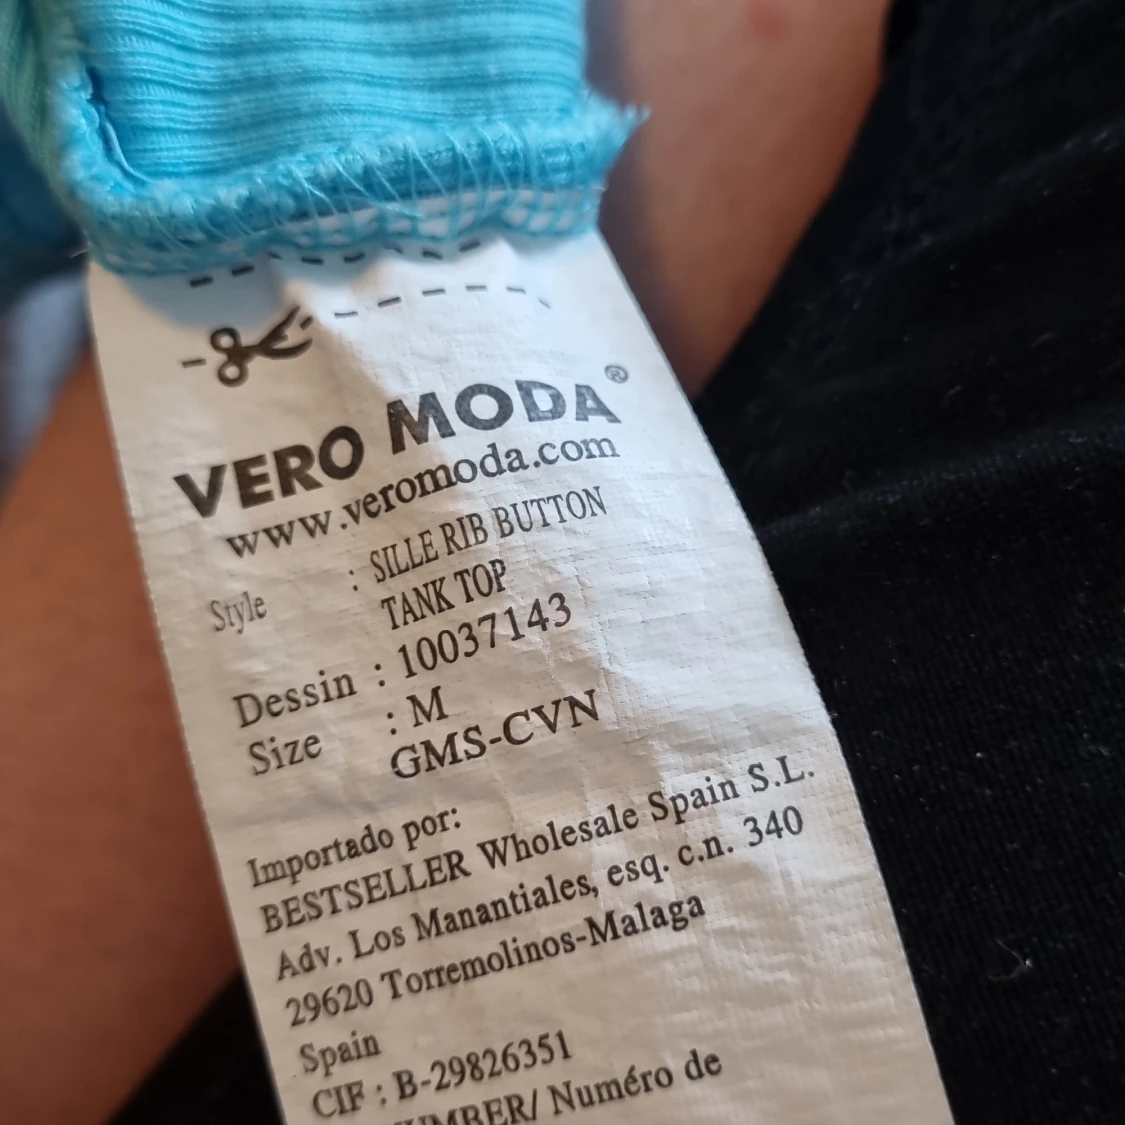 VERO MODA®
www.veromoda.com
Style : SILLE RIB BUTTON
TANK TOP
Dessin : 10037143
Size : M
GMS-CVN
Importado por:
BESTSELLER Wholesale Spain S.L.
Adv. Los Manantiales, esq. c.n. 340
29620 Torremolinos-Malaga
Spain
CIF : B-29826351
/ Numéro de